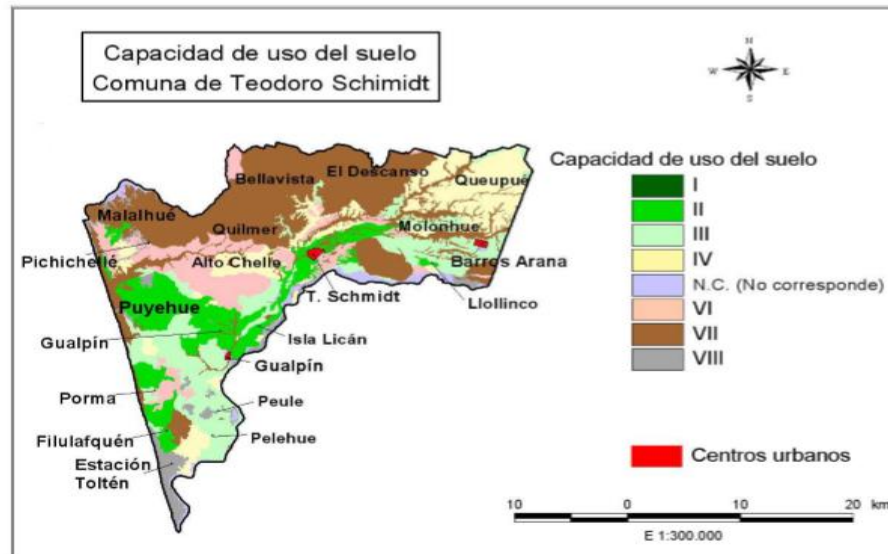 Capacidad de uso del suelo
Comuna de Teodoro Schimidt
N
W E
S
Capacidad de uso del suelo
I
II
III
IV
N.C. (No corresponde)
VI
VII
VIII
Centros urbanos
Bellavista
El Descanso
Queupué
Malalhué
Quilmer
Molonhue
Pichichellé
Alto Chelle
Barros Arana
T. Schmidt
Llollinco
Puyehue
Gualpín
Isla Licán
Gualpín
Porma
Peule
Filulafquén
Pelehue
Estación
Toltén
10 0 10 20 km
E 1:300.000